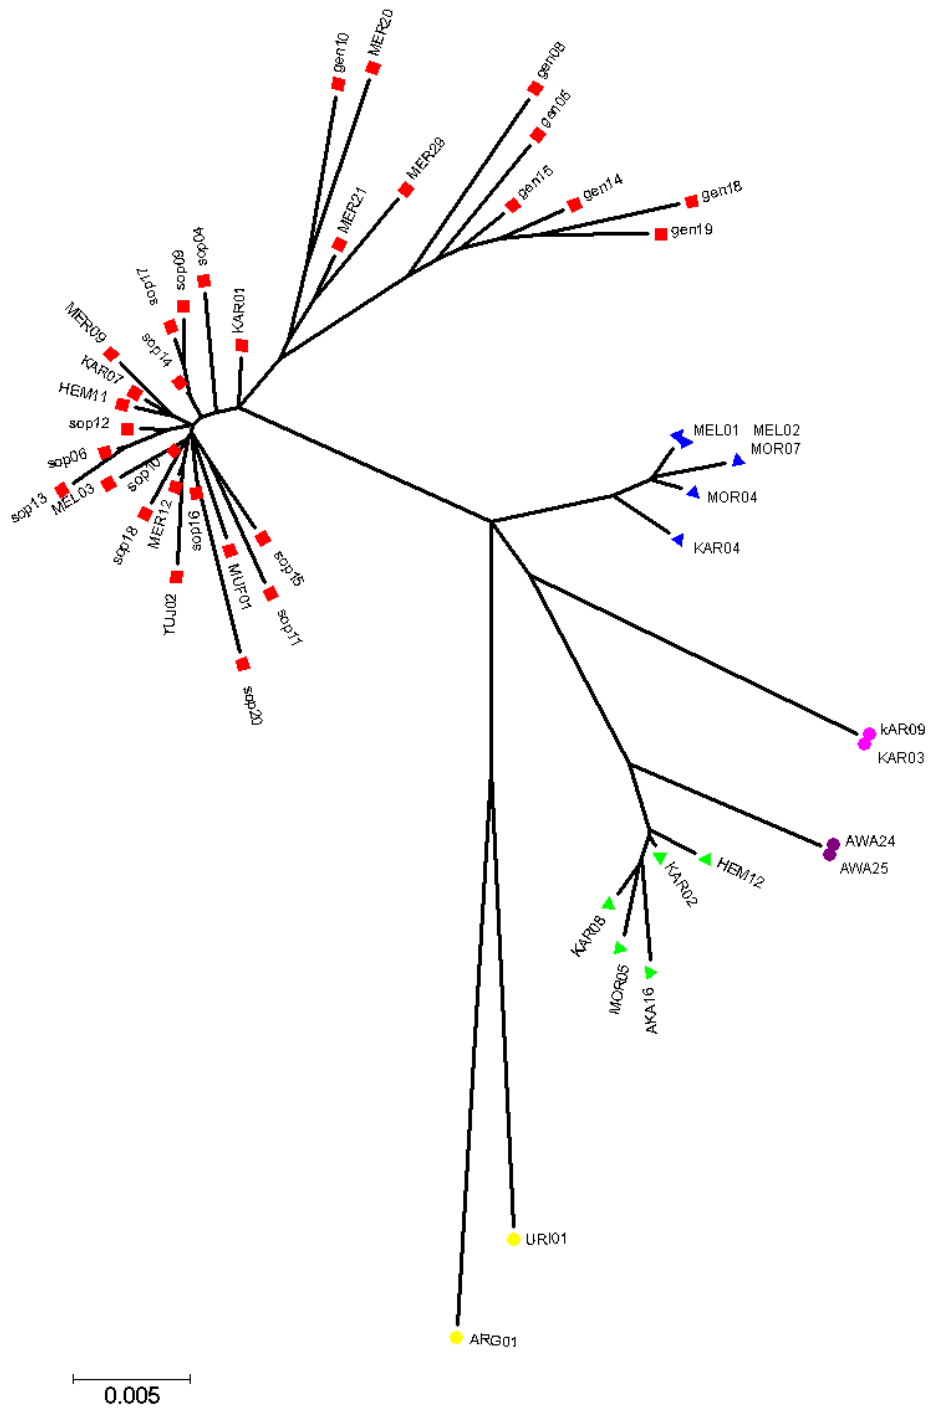 gen10
MER20
gen08
gen05
MER29
gen15
gen14
gen18
gen19
MER21
sop04
sop09
sop17
KAR01
MER09
sop14
KAR07
HEM11
sop12
sop06
sop13
MEL03
sop10
sop18
MER12
sop16
YUJ02
MUF01
sop15
sop11
sop20
MEL01 MEL02
MOR07
MOR04
KAR04
kAR09
KAR03
AWA24
AWA25
HEM12
KAR02
KAR08
MOR05
AKA16
URI01
ARG01
0.005